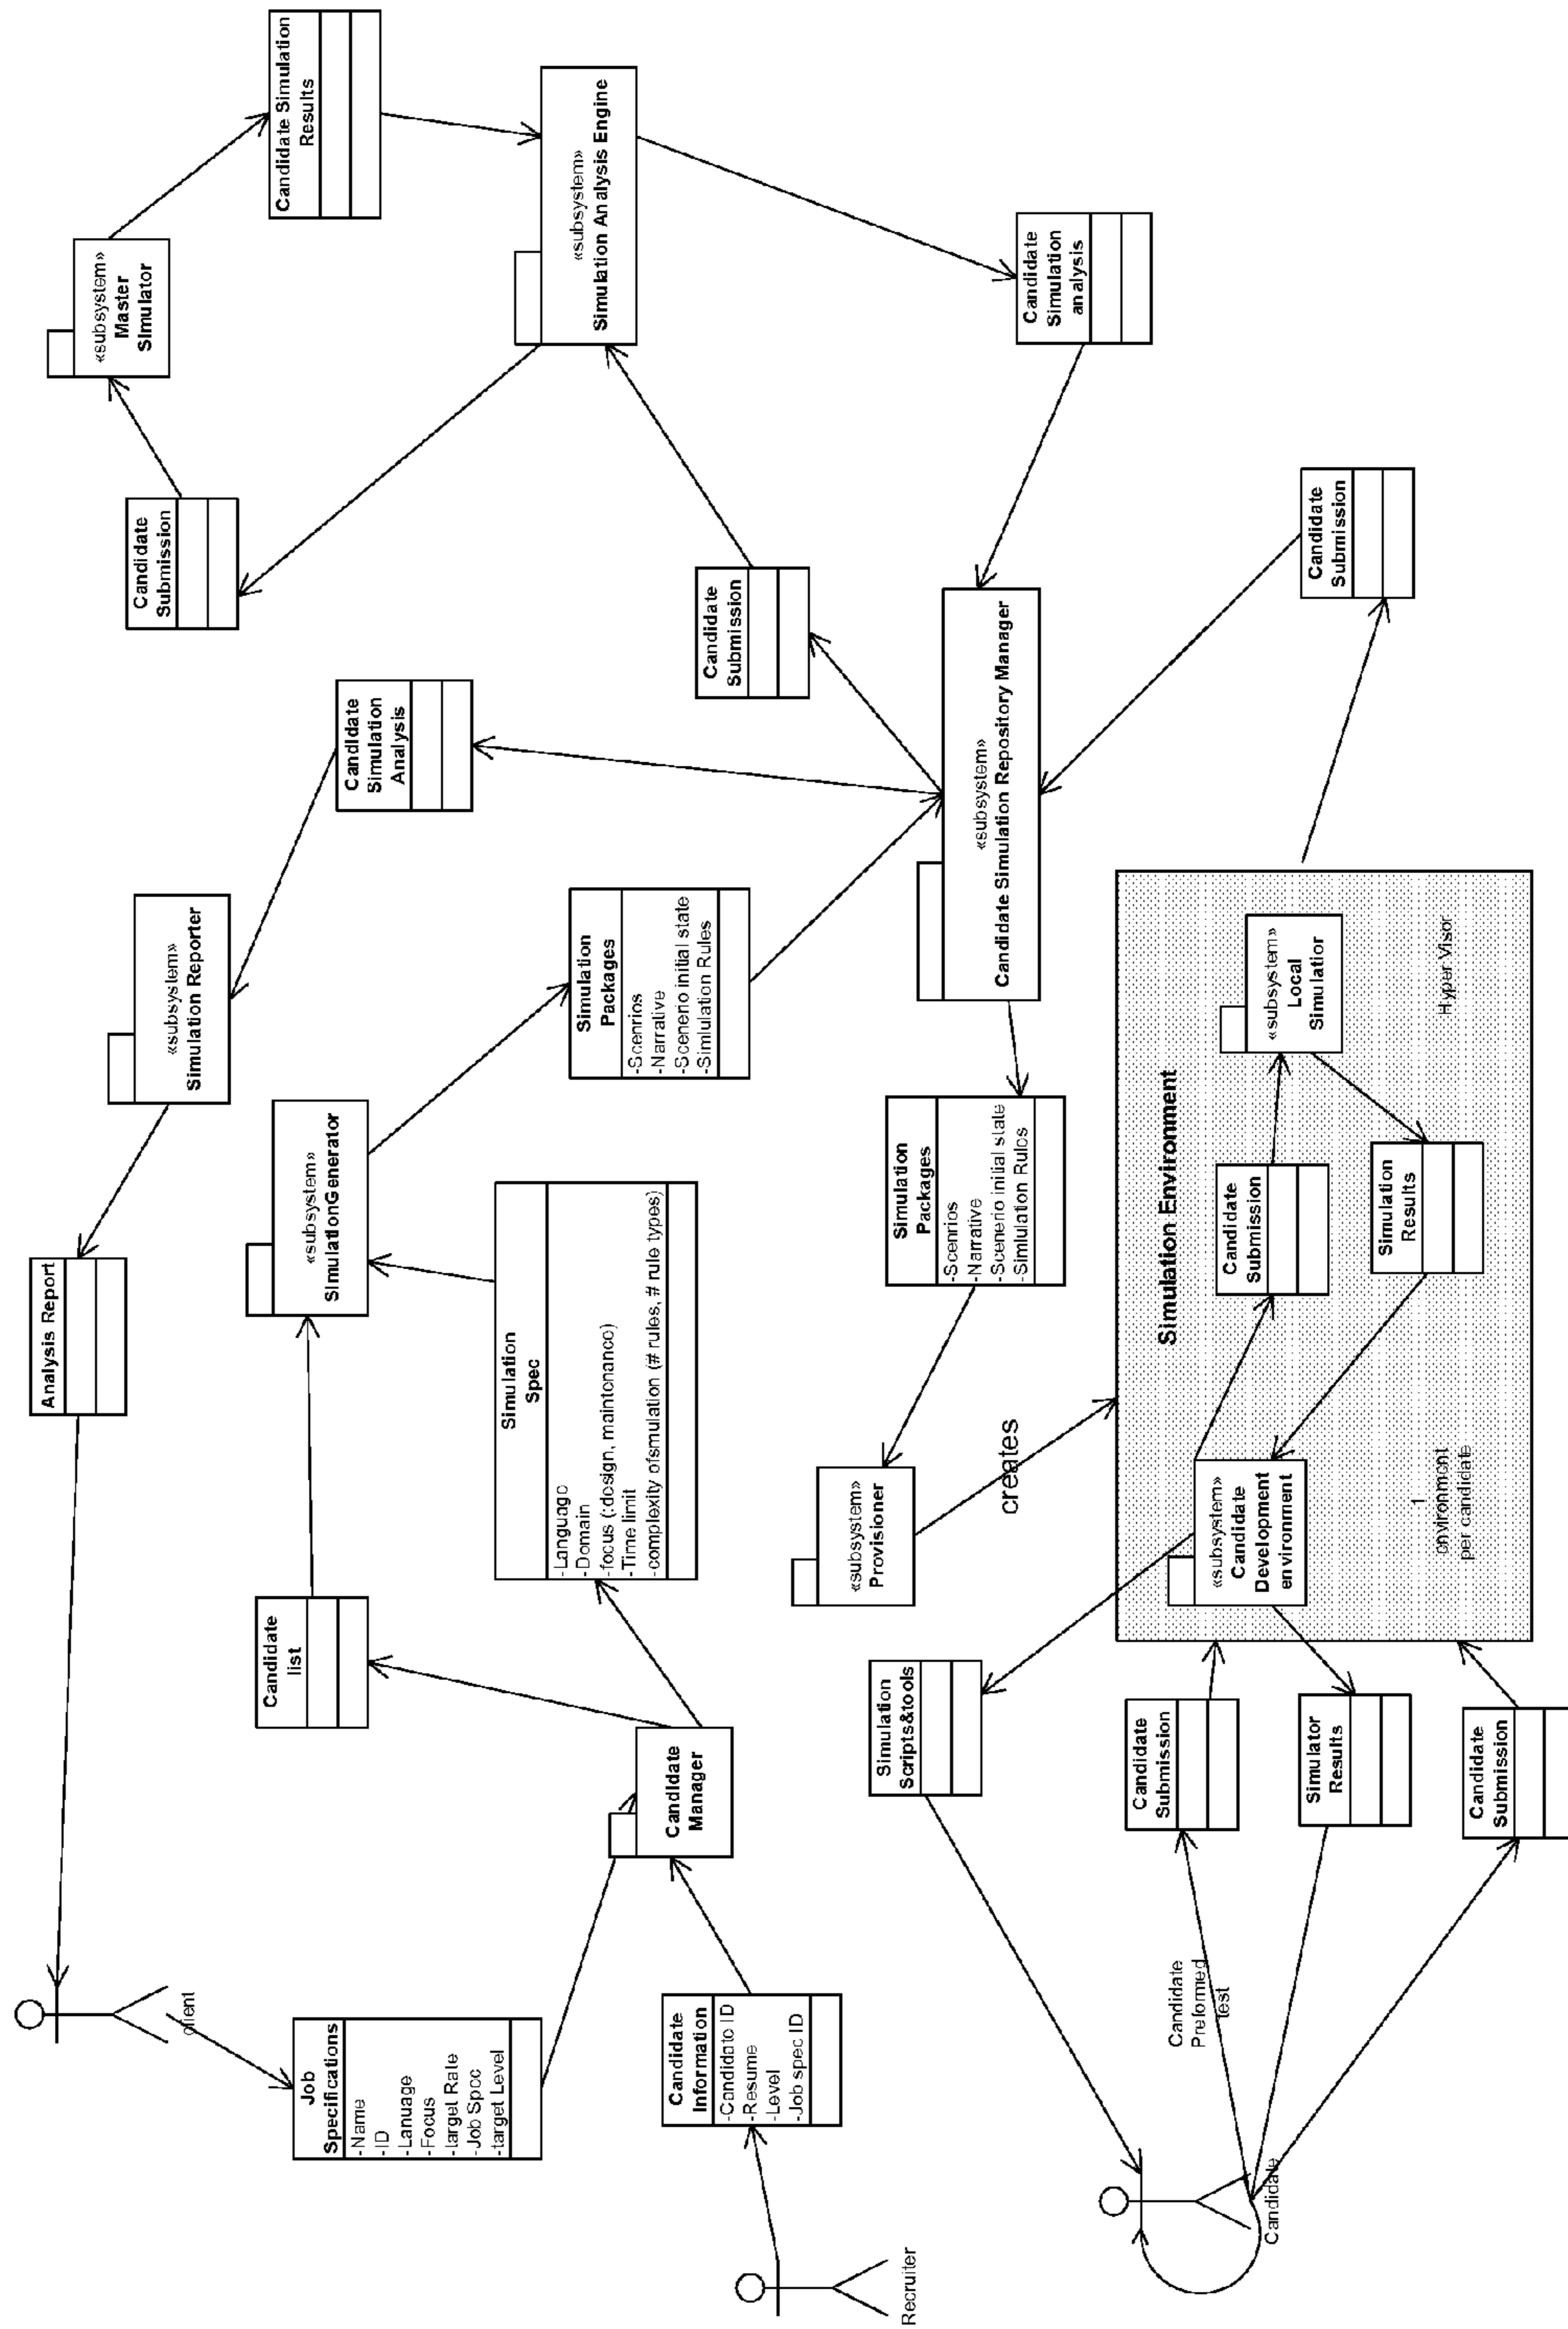 client
Analysis Report
«subsystem»
Simulation Reporter
«subsystem»
Master
SImulator
Candidate
Submission
Candidate Simulation
Results
Job
Specifications
-Name
-ID
-Lanuage
-Focus
-target Rate
-Job Spec
-target Level
Candidate
list
«subsystem»
SImulatIonGenerator
CandIdate
SImulatIon
AnalysIs
«subsystem»
Simulation Analysis Engine
Simulation
Spec
-Language
-Domain
-focus (:design, maintenance)
-Time limit
-complexity ofsmulation (# rules, # rule types)
Simulation
Packages
-Scenrios
-Narrative
-Scenerio initial state
-Simlulation Rules
CandIdate
Manager
Candidate
Information
-Candidate ID
-Resume
-Level
-Job spec ID
Recruiter
Candidate
Submission
«subsystem»
Candidate Simulation Repository Manager
Candidate
Simulation
analysis
Simulation
Packages
-Scenrios
-Narrative
-Scenerio initial state
-Simlulation Rules
«subsystem»
Provisioner
creates
Simulation
Scripts&tools
Candidate
Submission
Simulation Environment
«subsystem»
Candidate
Development
environment
Candidate
Submission
«subsystem»
Local
Simulatior
Simulation
Results
Hyper Visor
1
environment
per candidate
Candidate
Submission
Simulator
Results
Candidate
Submission
Candidate
Preformed
test
Candidate